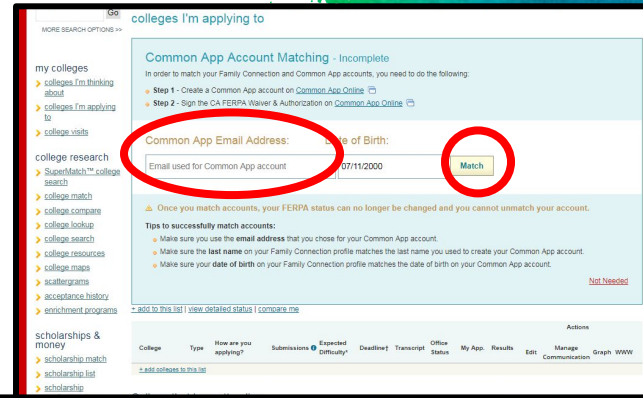 Go
MORE SEARCH OPTIONS >>
my colleges
colleges I'm thinking
about
colleges I'm applying
to
college visits
college research
SuperMatch™ college
search
college match
college compare
college lookup
college search
college resources
college maps
scattergrams
acceptance history
enrichment programs
scholarships &
money
scholarship match
scholarship list
scholarship
colleges I'm applying to
Common App Account Matching - Incomplete
In order to match your Family Connection and Common App accounts, you need to do the following:
Step 1 - Create a Common App account on Common App Online
Step 2 - Sign the CA FERPA Waiver & Authorization on Common App Online
Common App Email Address: Date of Birth:
Email used for Common App account 07/11/2000 Match
Once you match accounts, your FERPA status can no longer be changed and you cannot unmatch your account.
Tips to successfully match accounts:
Make sure you use the email address that you chose for your Common App account.
Make sure the last name on your Family Connection profile matches the last name you used to create your Common App account.
Make sure your date of birth on your Family Connection profile matches the date of birth on your Common App account.
Not Needed
+ add to this list | view detailed status | compare me
Actions
College Type How are you applying? Submissions Expected Difficulty* Deadline† Transcript Office Status My App. Results Edit Manage Communication Graph WWW
+ add colleges to this list